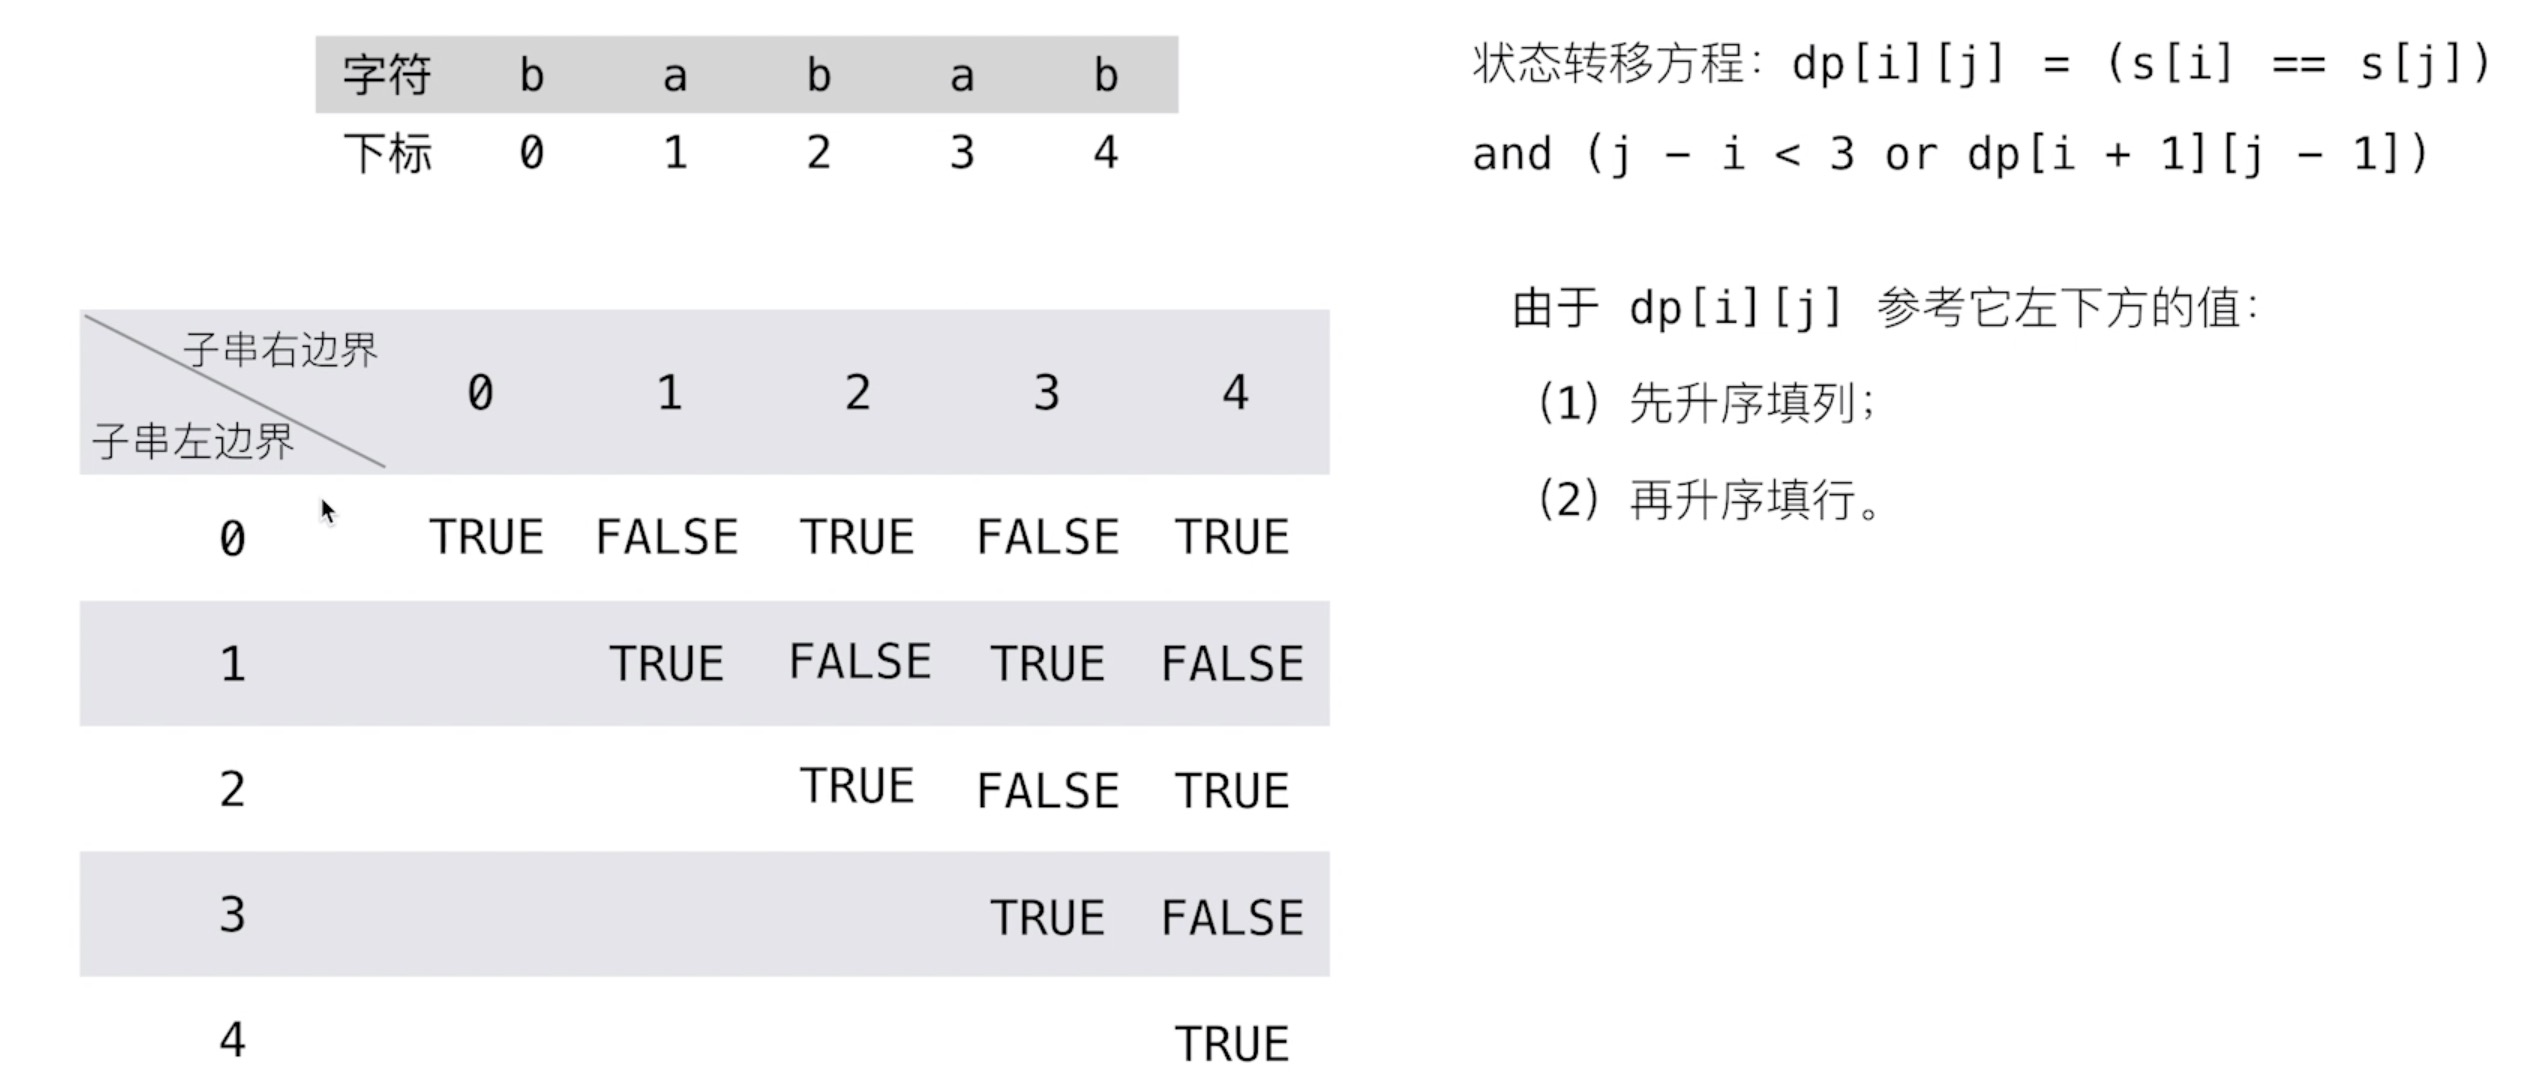 字符 b a b a b
下标 0 1 2 3 4
状态转移方程：dp[i][j] = (s[i] == s[j])
and (j - i < 3 or dp[i + 1][j - 1])
由于 dp[i][j] 参考它左下方的值：
(1) 先升序填列；
(2) 再升序填行。
子串右边界
子串左边界
0 1 2 3 4
0 TRUE FALSE TRUE FALSE TRUE
1 TRUE FALSE TRUE FALSE
2 TRUE FALSE TRUE
3 TRUE FALSE
4 TRUE